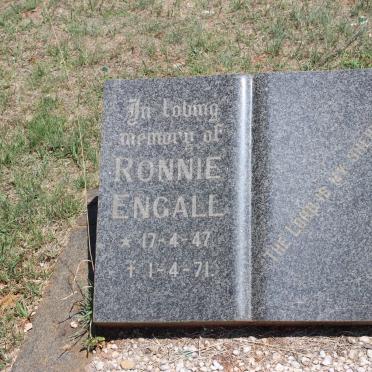 In loving
memory of
RONNIE
ENGALL
* 17-4-47
† 1-4-71
THE LORD IS MY SHEP